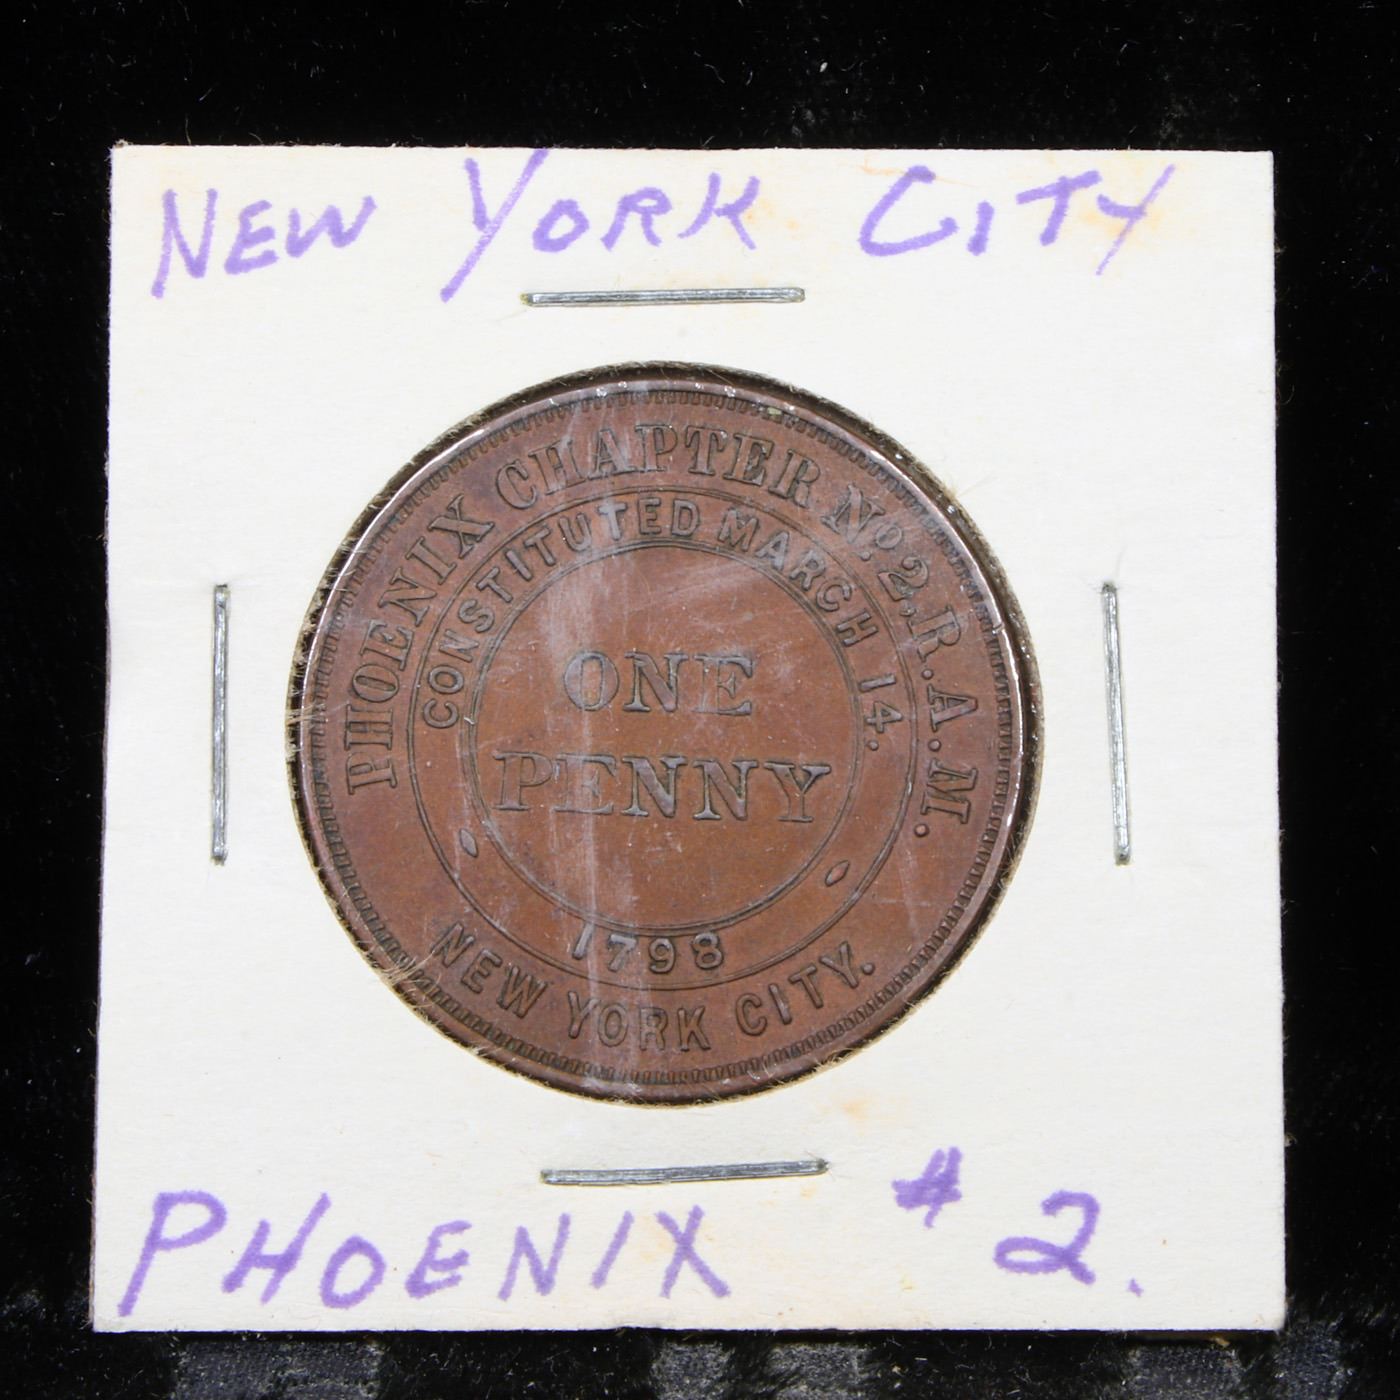 NEW YORK CITY
PHOENIX CHAPTER No. 2, R.A.M.
CONSTITUTED MARCH 14.
ONE
PENNY
1798
NEW YORK CITY.
PHOENIX #2.